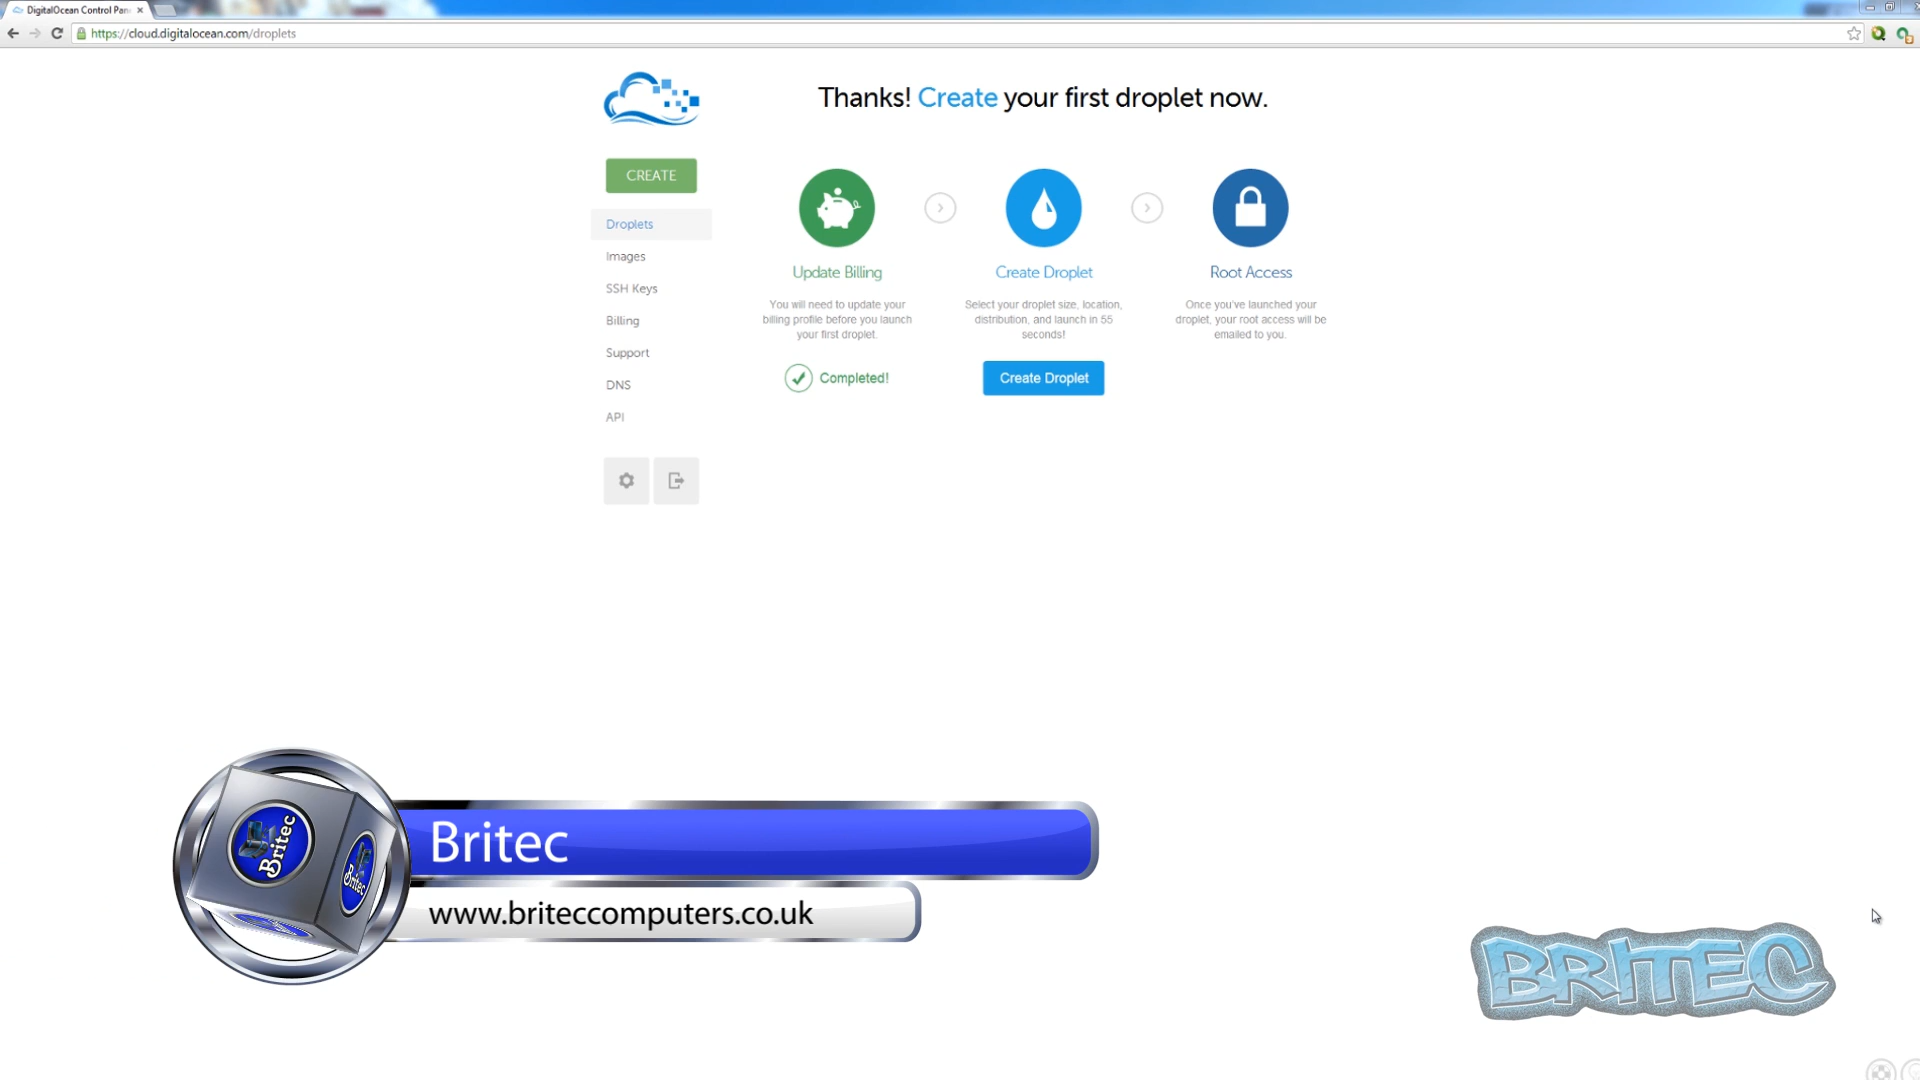 DigitalOcean Control Pan
https://cloud.digitalocean.com/droplets
Thanks! Create your first droplet now.
CREATE
Droplets
Images
SSH Keys
Billing
Support
DNS
API
Update Billing
You will need to update your
billing profile before you launch
your first droplet.
Completed!
Create Droplet
Select your droplet size, location,
distribution, and launch in 55
seconds!
Create Droplet
Root Access
Once you've launched your
droplet, your root access will be
emailed to you.
Britec
Britec
Britec
www.briteccomputers.co.uk
BRITEC